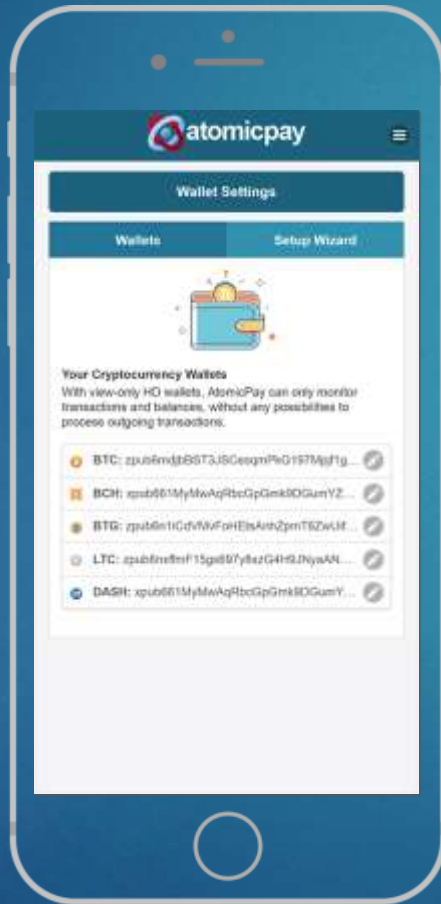 atomicpay
Wallet Settings
Wallets
Setup Wizard
Your Cryptocurrency Wallets
With view-only HD wallets, AtomicPay can only monitor
transactions and balances, without any possibilities to
process outgoing transactions.
BTC:
BCH:
BTG:
LTC:
DASH: